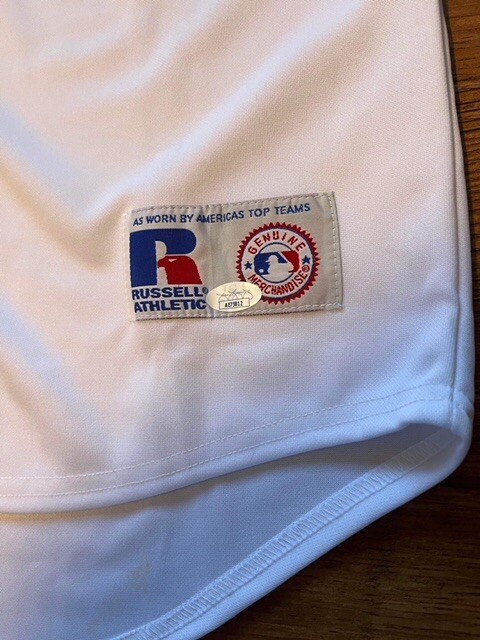 AS WORN BY AMERICAS TOP TEAMS
R
RUSSELL®
ATHLETIC
GENUINE
MERCHANDISE®